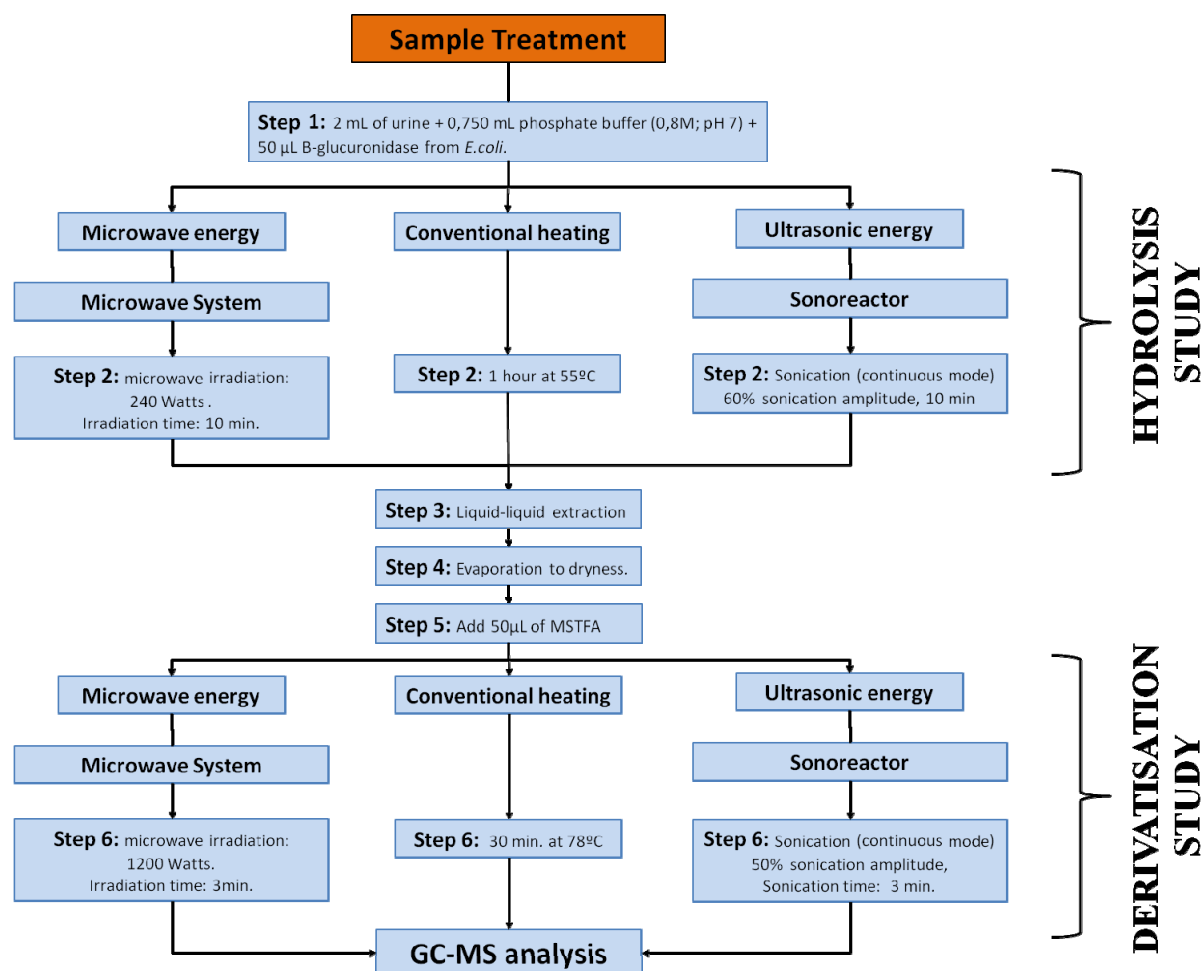 Sample Treatment
Step 1: 2 mL of urine + 0,750 mL phosphate buffer (0,8M; pH 7) +
50 µL B-glucuronidase from E.coli.
Microwave energy
Conventional heating
Ultrasonic energy
Microwave System
Sonoreactor
Step 2: microwave irradiation:
240 Watts .
Irradiation time: 10 min.
Step 2: 1 hour at 55ºC
Step 2: Sonication (continuous mode)
60% sonication amplitude, 10 min
HYDROLYSIS
STUDY
Step 3: Liquid-liquid extraction
Step 4: Evaporation to dryness.
Step 5: Add 50µL of MSTFA
Microwave energy
Conventional heating
Ultrasonic energy
Microwave System
Sonoreactor
Step 6: microwave irradiation:
1200 Watts.
Irradiation time: 3min.
Step 6: 30 min. at 78ºC
Step 6: Sonication (continuous mode)
50% sonication amplitude,
Sonication time: 3 min.
DERIVATISATION
STUDY
GC-MS analysis